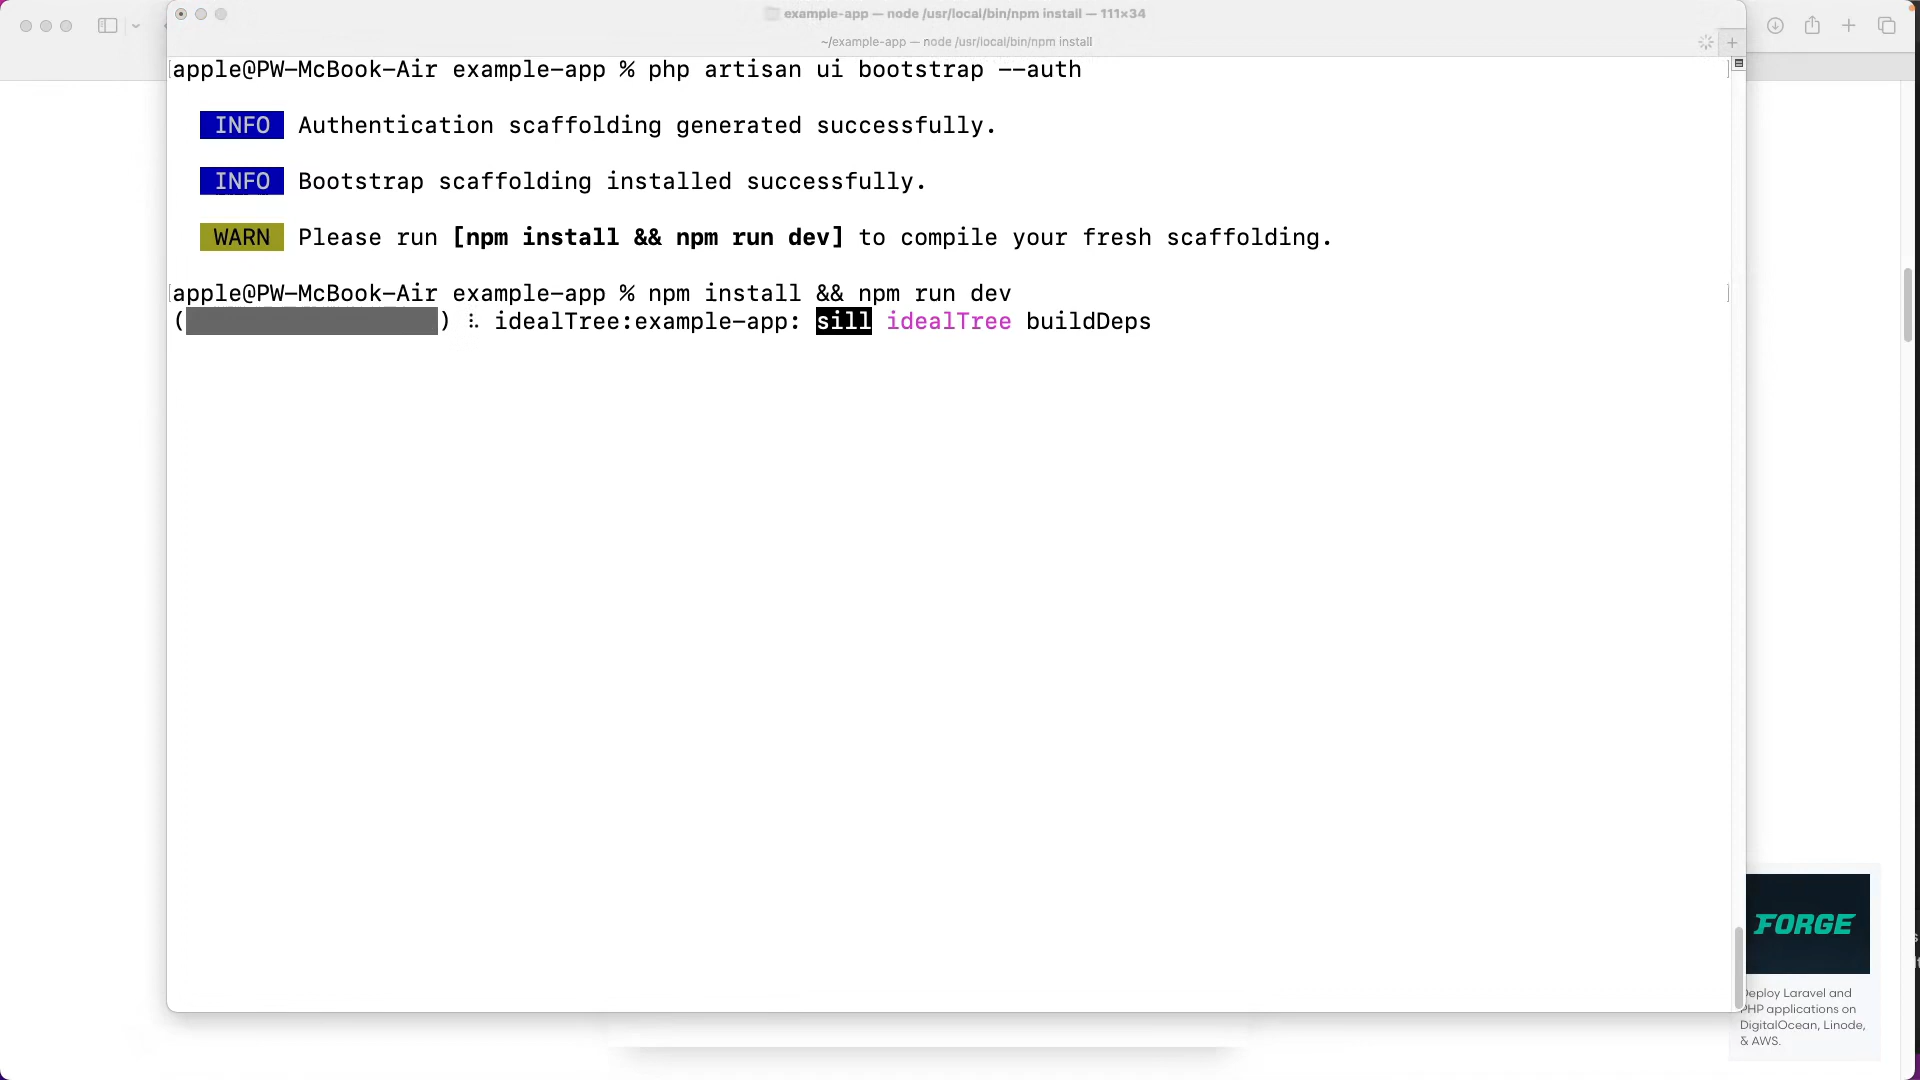 example-app — node /usr/local/bin/npm install — 111×34
~/example-app — node /usr/local/bin/npm install
apple@PW-McBook-Air example-app % php artisan ui bootstrap --auth
INFO Authentication scaffolding generated successfully.
INFO Bootstrap scaffolding installed successfully.
WARN Please run [npm install && npm run dev] to compile your fresh scaffolding.
apple@PW-McBook-Air example-app % npm install && npm run dev
( ) ⠧ idealTree:example-app: sill idealTree buildDeps
FORGE
Deploy Laravel and
PHP applications on
DigitalOcean, Linode,
& AWS.